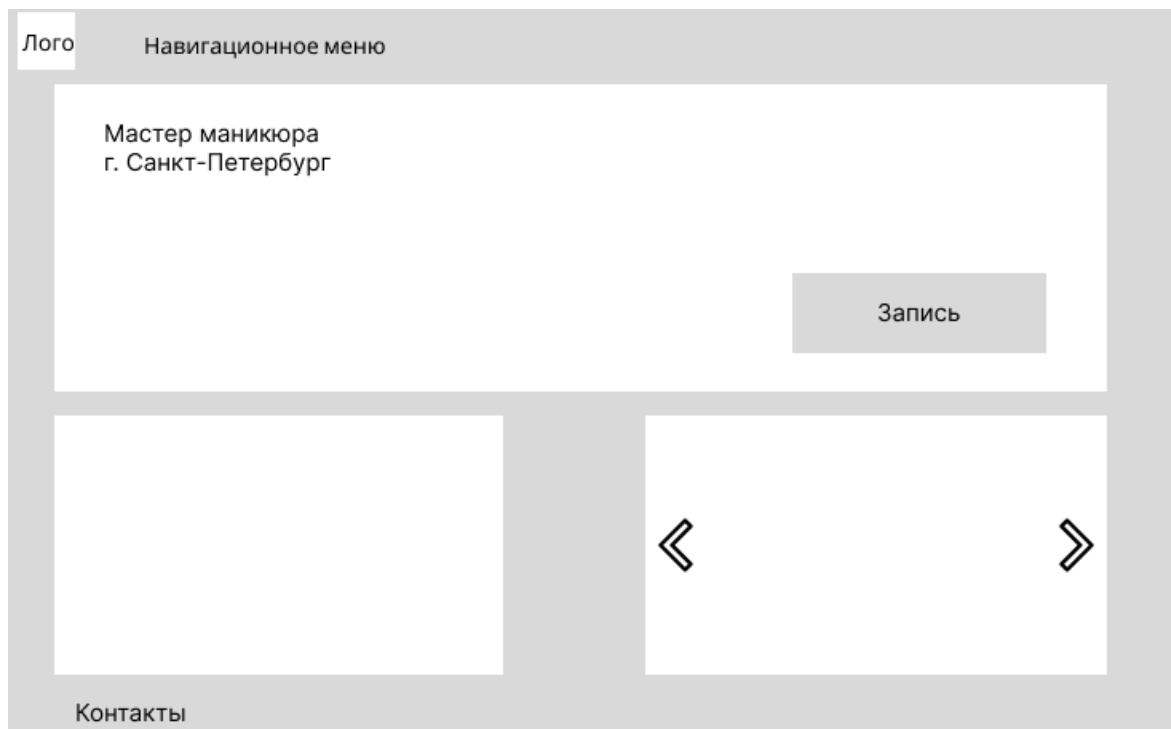 Лого
Навигационное меню
Мастер маникюра
г. Санкт-Петербург
Запись
Контакты